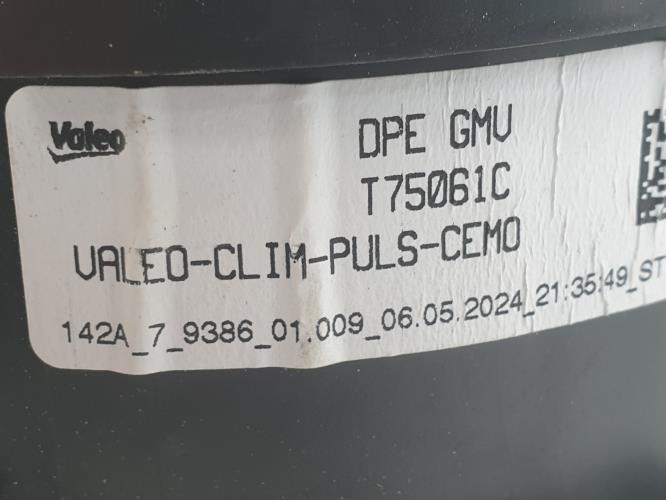 Valeo
DPE GMV
T75061C
VALEO-CLIM-PULS-CEMO
142A_7_9386_01.009_06.05.2024_21:35:49_ST